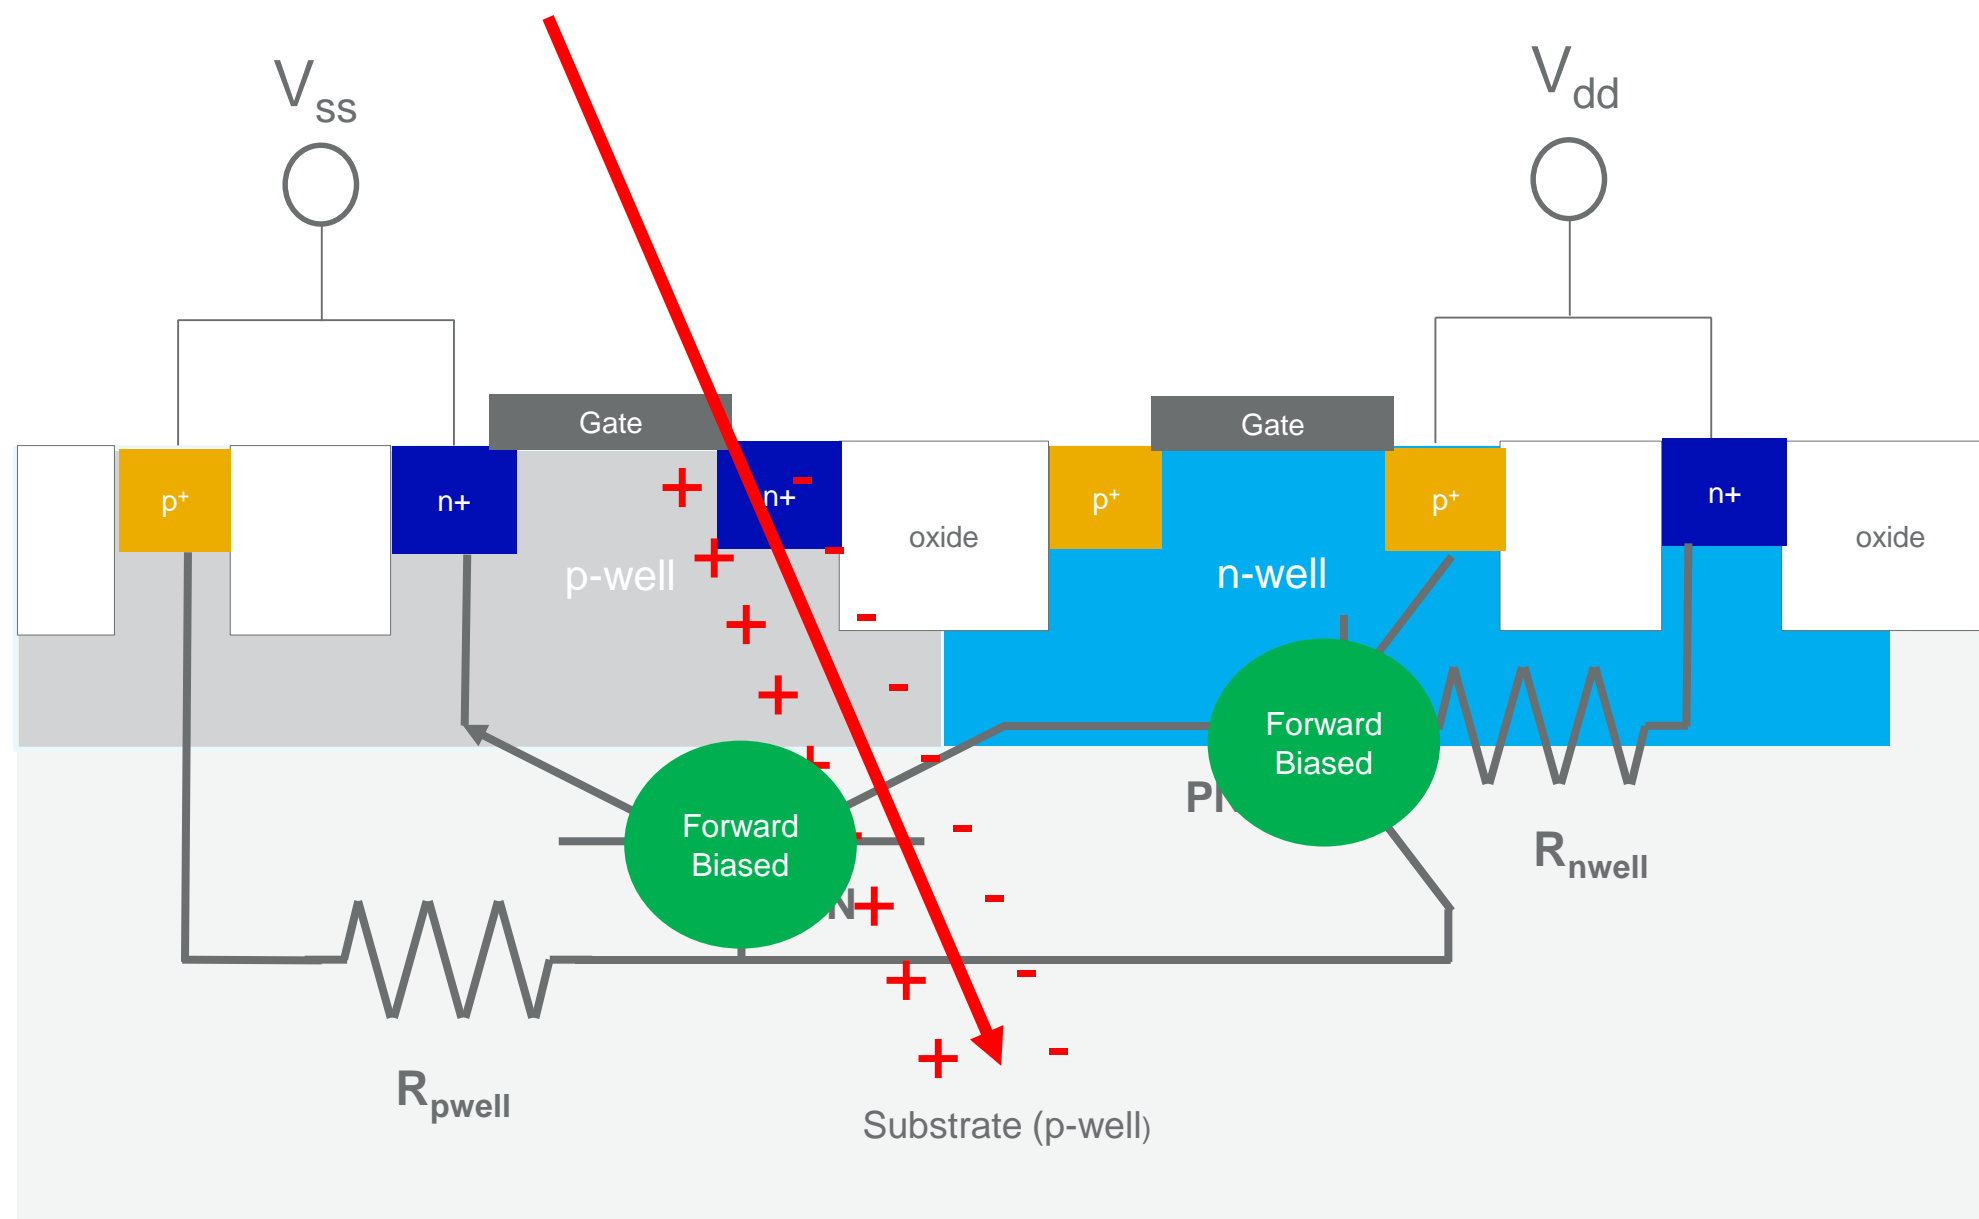 Vss
Vdd
Gate
Gate
p+
n+
n+
oxide
p+
p+
n+
oxide
p-well
n-well
Forward
Biased
Forward
Biased
Rnwell
Rpwell
Substrate (p-well)